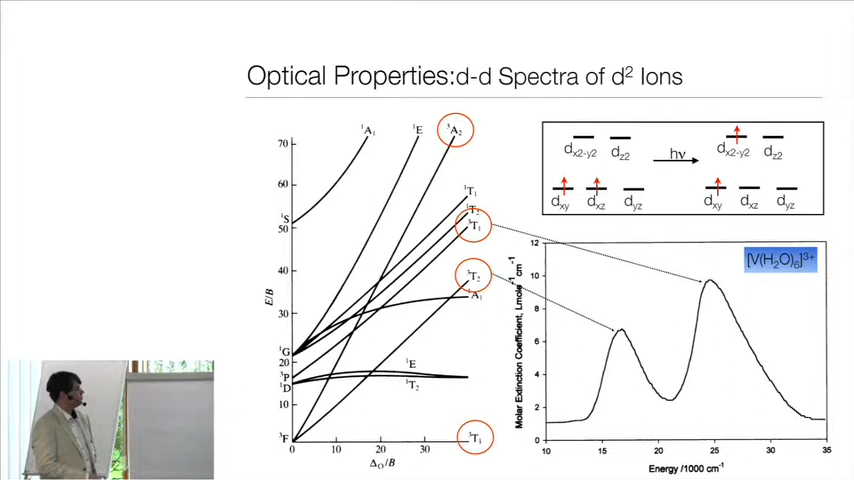 Optical Properties:d-d Spectra of d² Ions
¹A₁
¹E
³A₂
70
60
¹S
50
40
E/B
30
¹G
20
³P
¹D
10
³F
0
10
20
30
Δ₀/B
¹T₁
¹T₂
³T₁
³T₂
¹A₁
¹E
¹T₂
³T₁
dx2-y2 dz2
hν
dx2-y2 dz2
dxy dxz dyz
dxy dxz dyz
[V(H₂O)₆]³⁺
Molar Extinction Coefficient, Lmole⁻¹cm⁻¹
12
10
8
6
4
2
0
10 15 20 25 30 35
Energy /1000 cm⁻¹